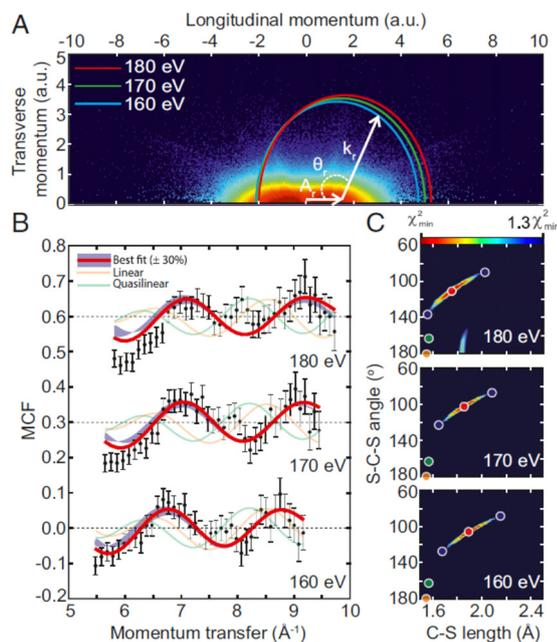 A
Longitudinal momentum (a.u.)
-10 -8 -6 -4 -2 0 2 4 6 8 10
Transverse momentum (a.u.)
5
4
3
2
1
0
180 eV
170 eV
160 eV
θr
kr
Ar
B
MCF
0.8
0.7
0.6
0.5
0.4
0.3
0.2
0.1
0.0
-0.1
-0.2
Best fit (± 30%)
Linear
Quasilinear
180 eV
170 eV
160 eV
5 6 7 8 9 10
Momentum transfer (Å⁻¹)
C
χ²min 1.3χ²min
S-C-S angle (º)
60
100
140
180
180 eV
60
100
140
180
170 eV
60
100
140
180
160 eV
1.6 2.0 2.4
C-S length (Å)